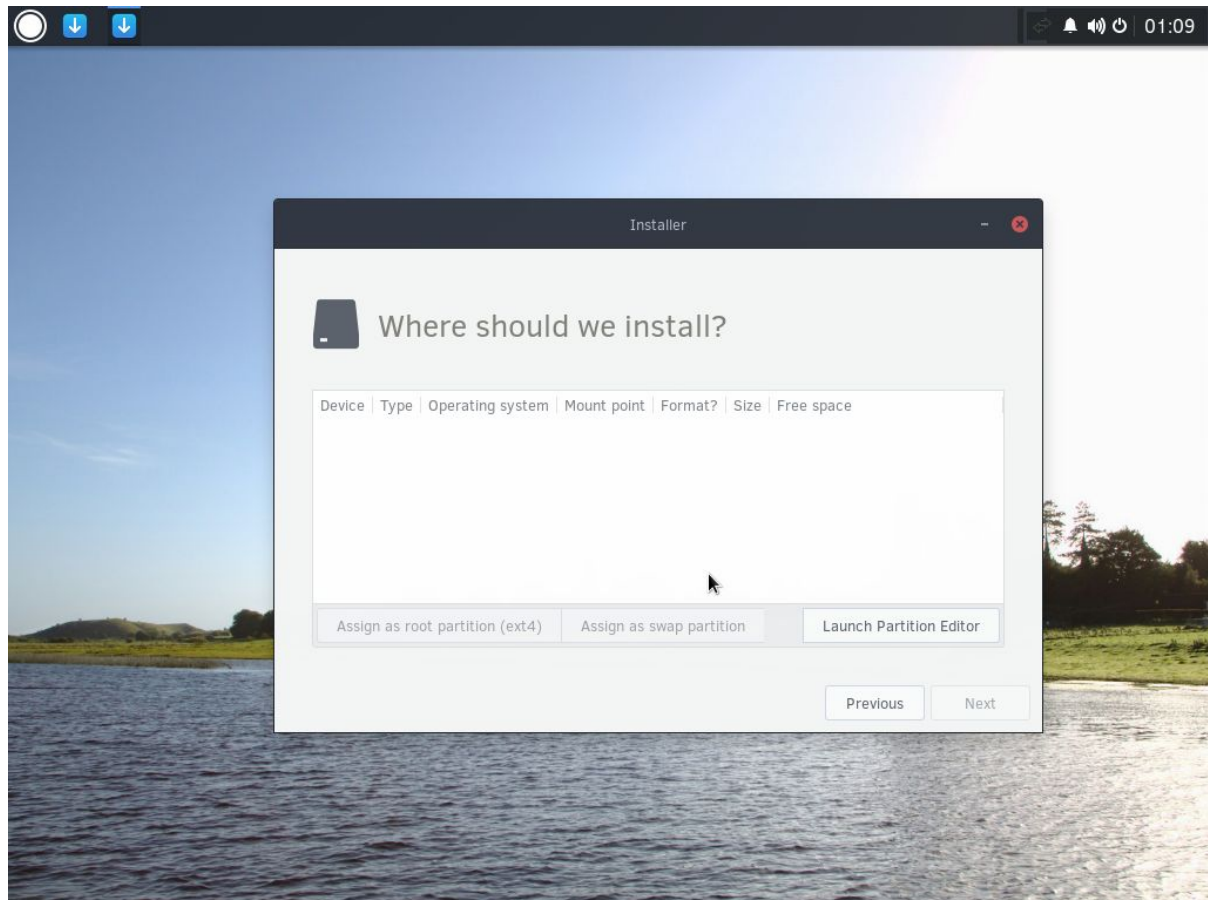 01:09
Installer
Where should we install?
Device Type Operating system Mount point Format? Size Free space
Assign as root partition (ext4) Assign as swap partition Launch Partition Editor
Previous Next